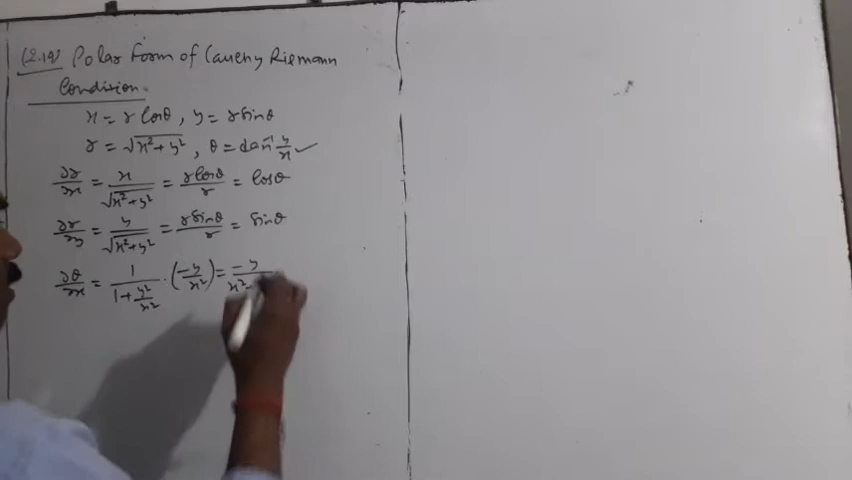 (2.19) Polar Form of Cauchy Riemann
Condition.
x = r cosθ, y = r sinθ
r = √x²+y² , θ = tan⁻¹ y/x ✓
∂r/∂x = x/√x²+y² = r cosθ/r = cosθ
∂r/∂y = y/√x²+y² = r sinθ/r = sinθ
∂θ/∂x = 1/1+y²/x² · (-y/x²) = -y/x²